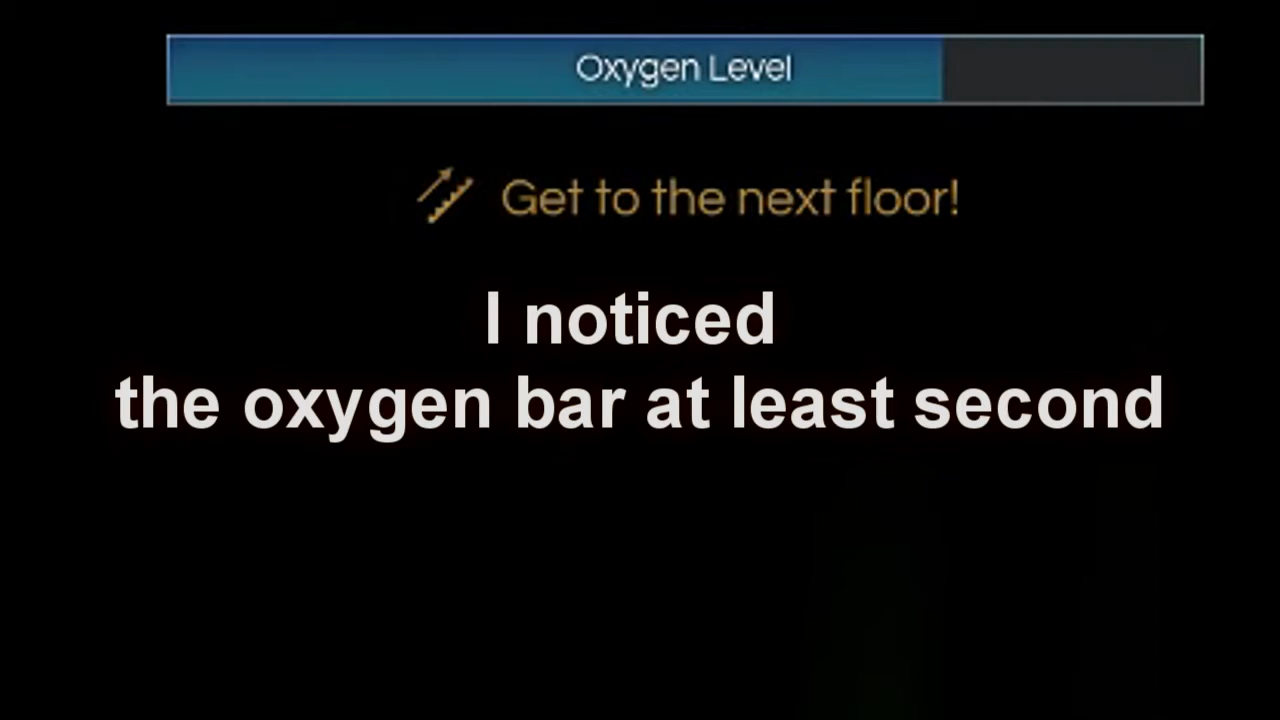 Oxygen Level
Get to the next floor!
I noticed
the oxygen bar at least second